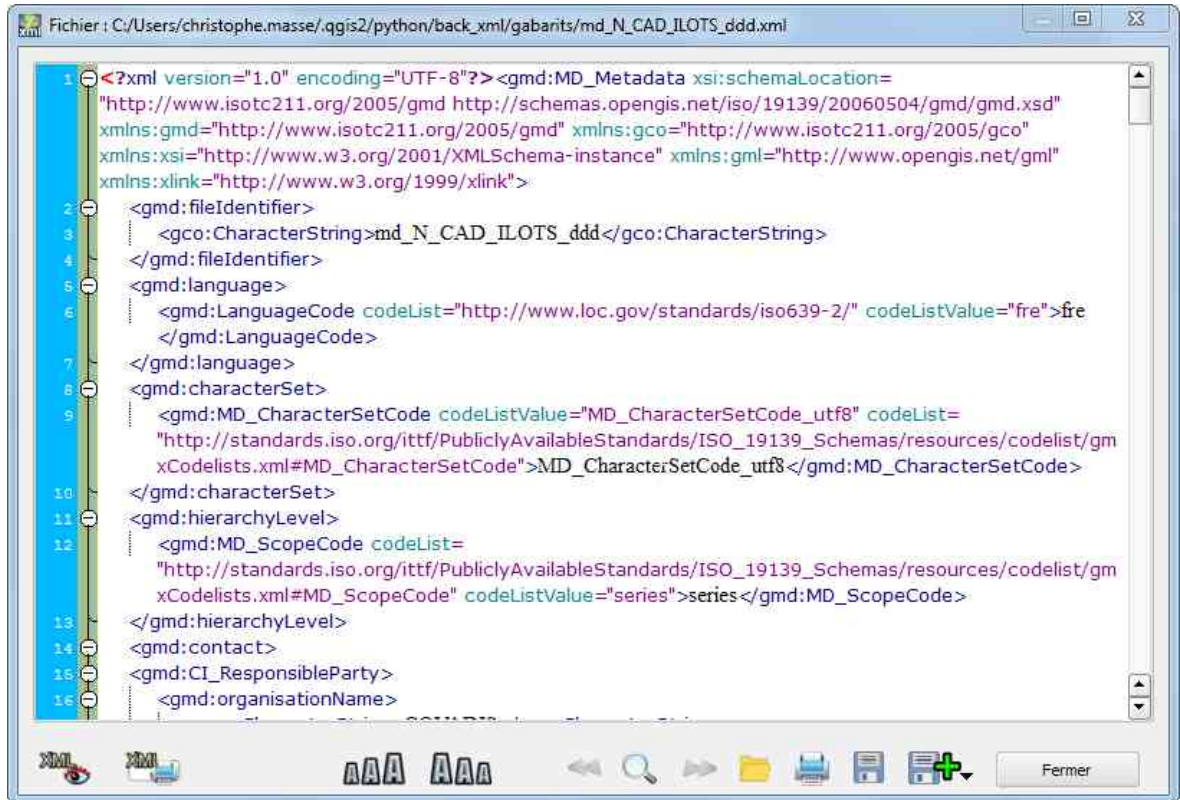 Fichier : C:/Users/christophe.masse/.qgis2/python/back_xml/gabarits/md_N_CAD_ILOTS_ddd.xml
1 <?xml version="1.0" encoding="UTF-8"?><gmd:MD_Metadata xsi:schemaLocation=
"http://www.isotc211.org/2005/gmd http://schemas.opengis.net/iso/19139/20060504/gmd/gmd.xsd"
xmlns:gmd="http://www.isotc211.org/2005/gmd" xmlns:gco="http://www.isotc211.org/2005/gco"
xmlns:xsi="http://www.w3.org/2001/XMLSchema-instance" xmlns:gml="http://www.opengis.net/gml"
xmlns:xlink="http://www.w3.org/1999/xlink">
2 <gmd:fileIdentifier>
3 <gco:CharacterString>md_N_CAD_ILOTS_ddd</gco:CharacterString>
4 </gmd:fileIdentifier>
5 <gmd:language>
6 <gmd:LanguageCode codeList="http://www.loc.gov/standards/iso639-2/" codeListValue="fre">fre
</gmd:LanguageCode>
7 </gmd:language>
8 <gmd:characterSet>
9 <gmd:MD_CharacterSetCode codeListValue="MD_CharacterSetCode_utf8" codeList=
"http://standards.iso.org/ittf/PubliclyAvailableStandards/ISO_19139_Schemas/resources/codelist/gm
xCodelists.xml#MD_CharacterSetCode">MD_CharacterSetCode_utf8</gmd:MD_CharacterSetCode>
10 </gmd:characterSet>
11 <gmd:hierarchyLevel>
12 <gmd:MD_ScopeCode codeList=
"http://standards.iso.org/ittf/PubliclyAvailableStandards/ISO_19139_Schemas/resources/codelist/gm
xCodelists.xml#MD_ScopeCode" codeListValue="series">series</gmd:MD_ScopeCode>
13 </gmd:hierarchyLevel>
14 <gmd:contact>
15 <gmd:CI_ResponsibleParty>
16 <gmd:organisationName>
XML XML AAA AAA Fermer